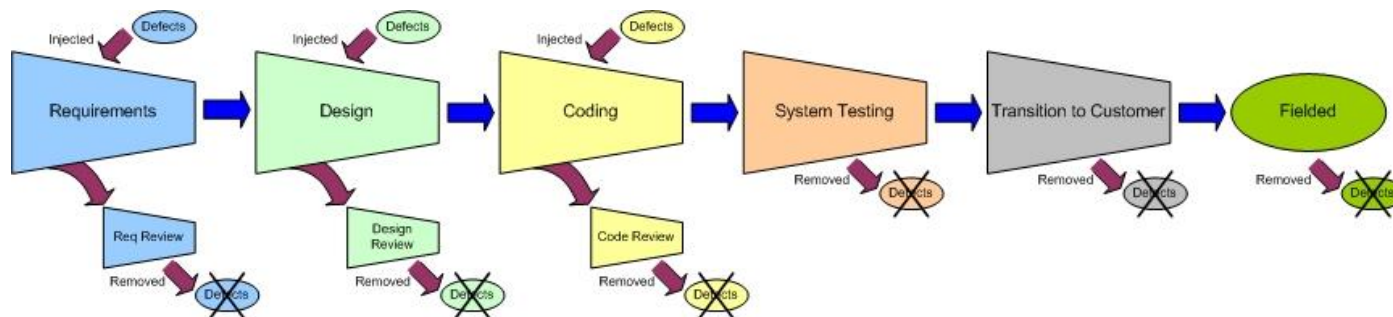 Defects
Injected
Requirements
Req Review
Removed
Defects
Defects
Injected
Design
Design
Review
Removed
Defects
Defects
Injected
Coding
Code Review
Removed
Defects
System Testing
Removed
Defects
Transition to Customer
Removed
Defects
Fielded
Removed
Defects